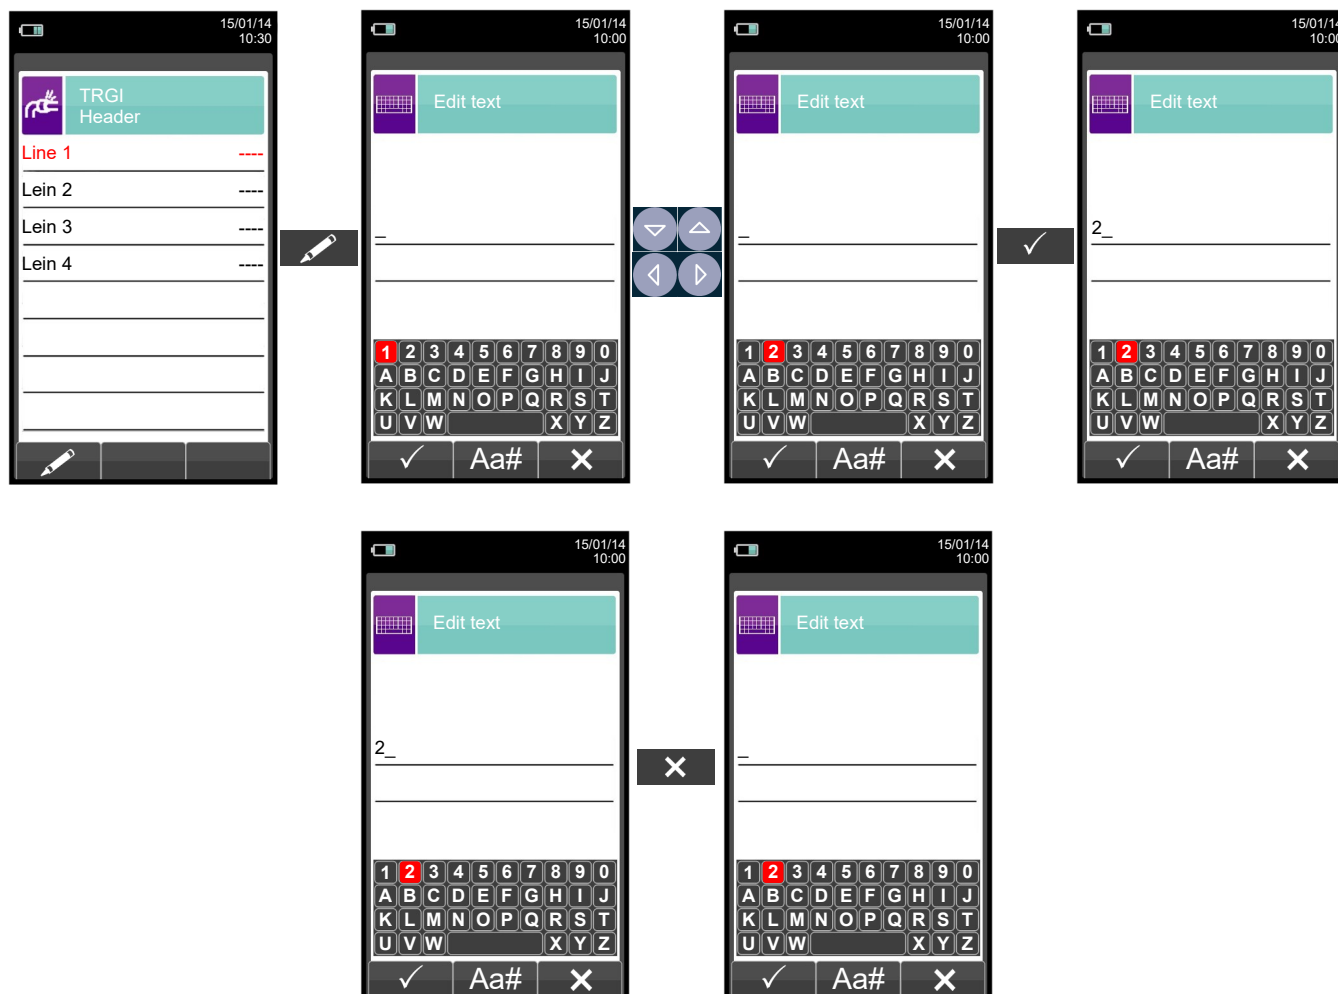 15/01/14
10:30
TRGI
Header
Line 1 ----
Lein 2 ----
Lein 3 ----
Lein 4 ----
15/01/14
10:00
Edit text
_
1 2 3 4 5 6 7 8 9 0
A B C D E F G H I J
K L M N O P Q R S T
U V W X Y Z
Aa#
15/01/14
10:00
Edit text
_
1 2 3 4 5 6 7 8 9 0
A B C D E F G H I J
K L M N O P Q R S T
U V W X Y Z
Aa#
15/01/14
10:00
Edit text
2_
1 2 3 4 5 6 7 8 9 0
A B C D E F G H I J
K L M N O P Q R S T
U V W X Y Z
Aa#
15/01/14
10:00
Edit text
2_
1 2 3 4 5 6 7 8 9 0
A B C D E F G H I J
K L M N O P Q R S T
U V W X Y Z
Aa#
15/01/14
10:00
Edit text
_
1 2 3 4 5 6 7 8 9 0
A B C D E F G H I J
K L M N O P Q R S T
U V W X Y Z
Aa#